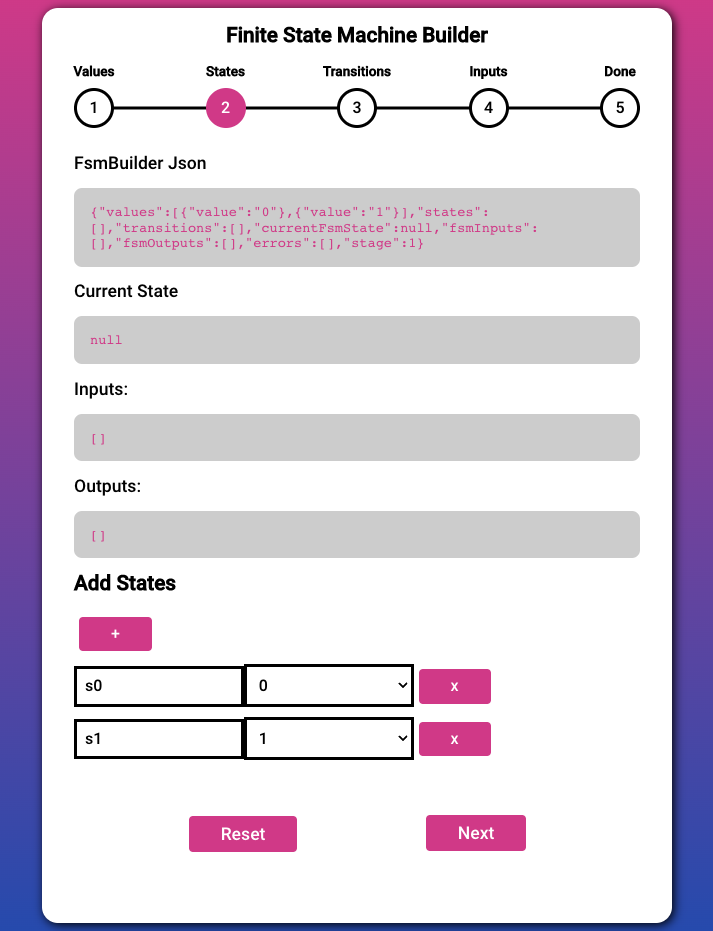 Finite State Machine Builder
Values States Transitions Inputs Done
1 2 3 4 5
FsmBuilder Json
{"values":[{"value":"0"},{"value":"1"}],"states":
[],"transitions":[],"currentFsmState":null,"fsmInputs":
[],"fsmOutputs":[],"errors":[],"stage":1}
Current State
null
Inputs:
[]
Outputs:
[]
Add States
+
s0 0 x
s1 1 x
Reset Next